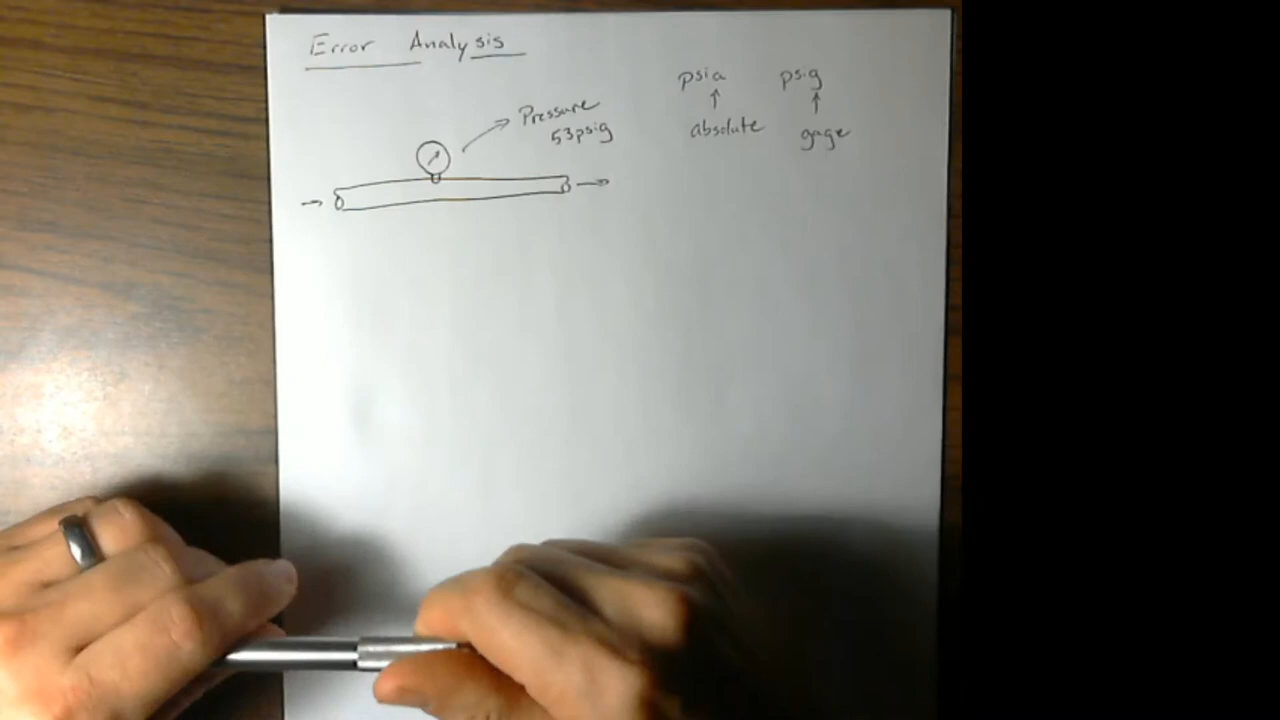 Error Analysis
Pressure
53psig
psia psig
absolute gage